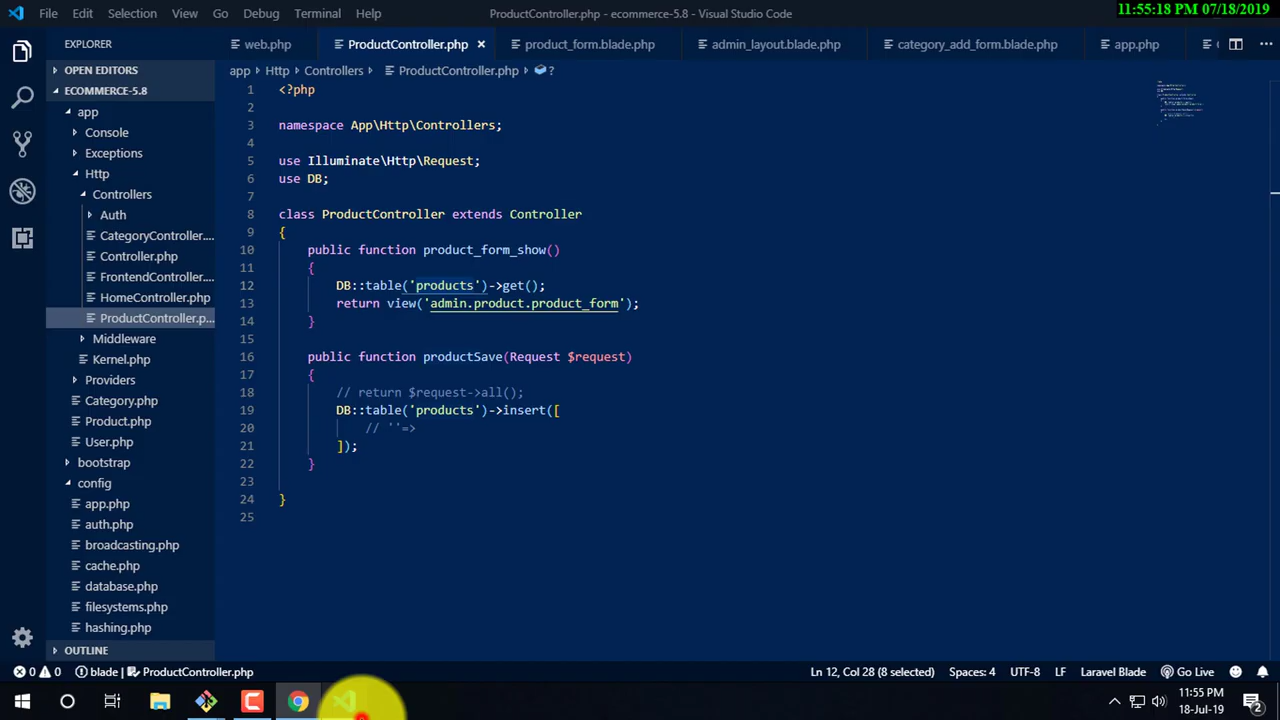 File Edit Selection View Go Debug Terminal Help
ProductController.php - ecommerce-5.8 - Visual Studio Code
11:55:18 PM 07/18/2019
EXPLORER
OPEN EDITORS
ECOMMERCE-5.8
app
Console
Exceptions
Http
Controllers
Auth
CategoryController....
Controller.php
FrontendController....
HomeController.php
ProductController.p...
Middleware
Kernel.php
Providers
Category.php
Product.php
User.php
bootstrap
config
app.php
auth.php
broadcasting.php
cache.php
database.php
filesystems.php
hashing.php
OUTLINE
web.php ProductController.php × product_form.blade.php admin_layout.blade.php category_add_form.blade.php app.php
app > Http > Controllers > ProductController.php > ?
1 <?php
2
3 namespace App\Http\Controllers;
4
5 use Illuminate\Http\Request;
6 use DB;
7
8 class ProductController extends Controller
9 {
10 public function product_form_show()
11 {
12 DB::table('products')->get();
13 return view('admin.product.product_form');
14 }
15
16 public function productSave(Request $request)
17 {
18 // return $request->all();
19 DB::table('products')->insert([
20 // ''=>
21 ]);
22 }
23
24 }
25
0 0 blade | ProductController.php
Ln 12, Col 28 (8 selected) Spaces: 4 UTF-8 LF Laravel Blade Go Live
11:55 PM
18-Jul-19
2